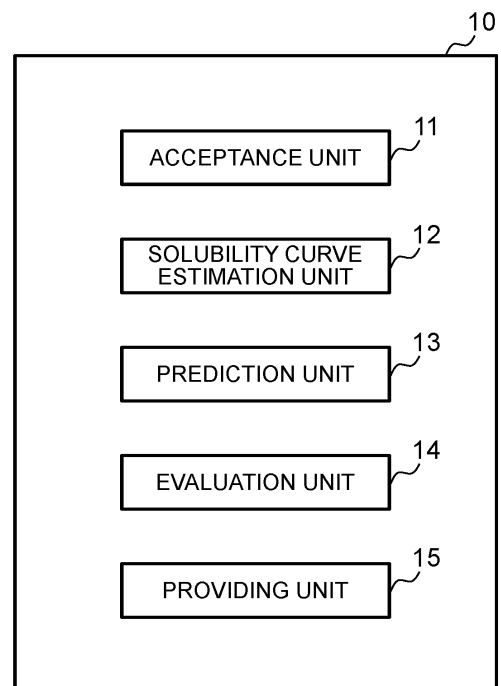 10
11
ACCEPTANCE UNIT
12
SOLUBILITY CURVE
ESTIMATION UNIT
13
PREDICTION UNIT
14
EVALUATION UNIT
15
PROVIDING UNIT